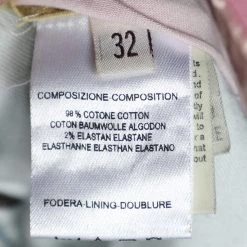 32
COMPOSIZIONE-COMPOSITION
98 % COTONE COTTON
COTON BAUMWOLLE ALGODON
2% ELASTAN ELASTANE
ELASTHANNE ELASTHAN ELASTANO
FODERA-LINING-DOUBLURE